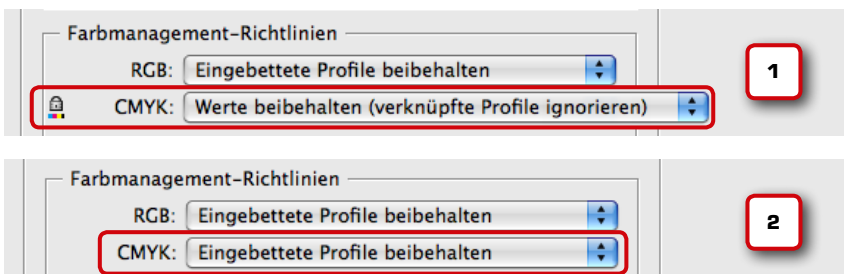 Farbmanagement-Richtlinien
RGB: Eingebettete Profile beibehalten
CMYK: Werte beibehalten (verknüpfte Profile ignorieren)
1
Farbmanagement-Richtlinien
RGB: Eingebettete Profile beibehalten
CMYK: Eingebettete Profile beibehalten
2